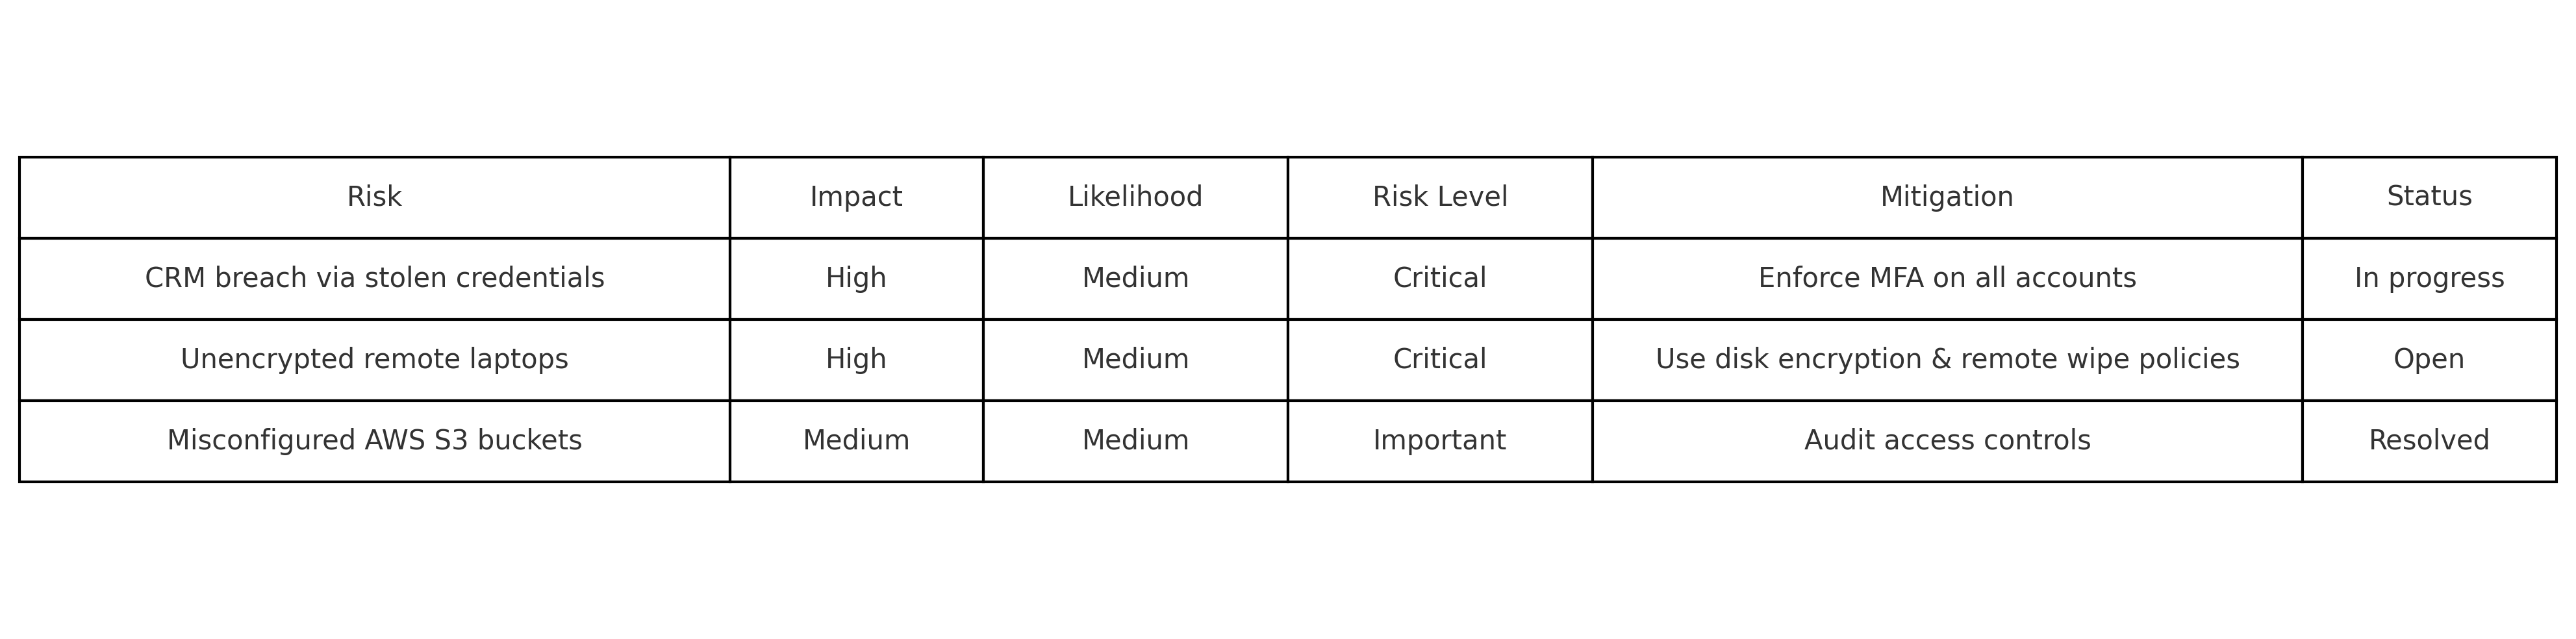 Risk Impact Likelihood Risk Level Mitigation Status
CRM breach via stolen credentials High Medium Critical Enforce MFA on all accounts In progress
Unencrypted remote laptops High Medium Critical Use disk encryption & remote wipe policies Open
Misconfigured AWS S3 buckets Medium Medium Important Audit access controls Resolved